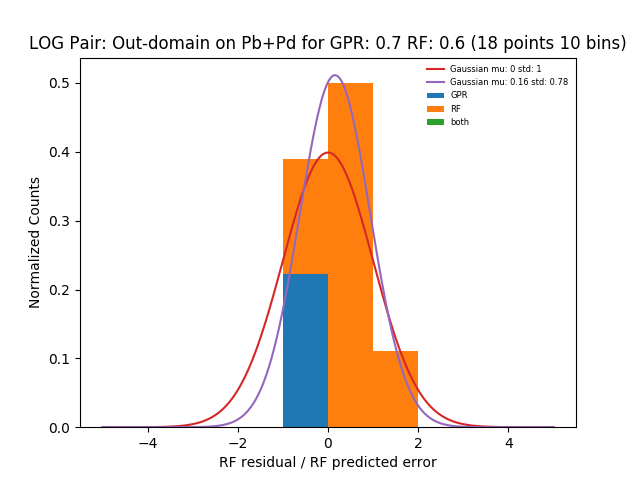 LOG Pair: Out-domain on Pb+Pd for GPR: 0.7 RF: 0.6 (18 points 10 bins)
Gaussian mu: 0 std: 1
Gaussian mu: 0.16 std: 0.78
GPR
RF
both
Normalized Counts
0.5
0.4
0.3
0.2
0.1
0.0
−4 −2 0 2 4
RF residual / RF predicted error